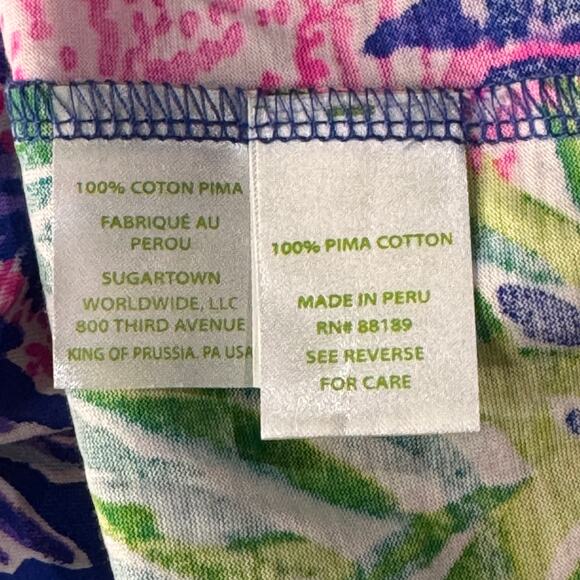 100% COTON PIMA
FABRIQUÉ AU
PEROU
SUGARTOWN
WORLDWIDE, LLC
800 THIRD AVENUE
KING OF PRUSSIA, PA USA
100% PIMA COTTON
MADE IN PERU
RN# 88189
SEE REVERSE
FOR CARE